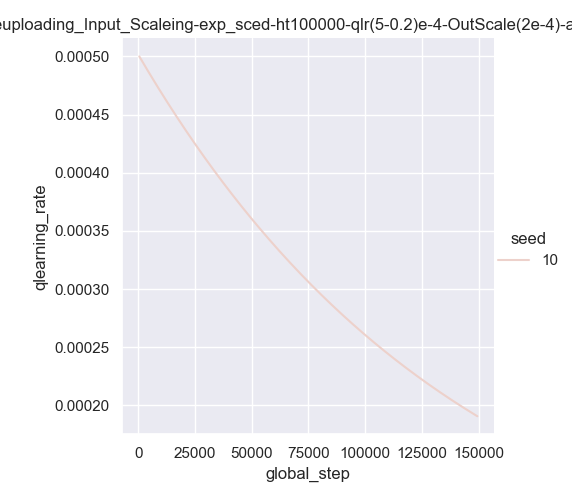 euploading_Input_Scaleing-exp_sced-ht100000-qlr(5-0.2)e-4-OutScale(2e-4)-a
0.00050
0.00045
0.00040
0.00035
0.00030
0.00025
0.00020
qlearning_rate
seed
10
0 25000 50000 75000 100000 125000 150000
global_step